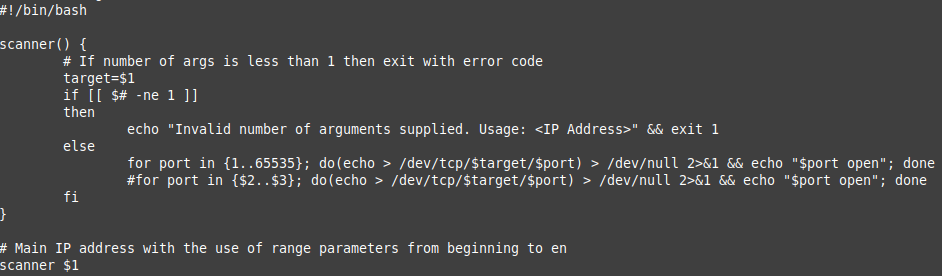 #!/bin/bash

scanner() {
        # If number of args is less than 1 then exit with error code
        target=$1
        if [[ $# -ne 1 ]]
        then
                echo "Invalid number of arguments supplied. Usage: <IP Address>" && exit 1
        else
                for port in {1..65535}; do(echo > /dev/tcp/$target/$port) > /dev/null 2>&1 && echo "$port open"; done
                #for port in {$2..$3}; do(echo > /dev/tcp/$target/$port) > /dev/null 2>&1 && echo "$port open"; done
        fi
}

# Main IP address with the use of range parameters from beginning to en
scanner $1